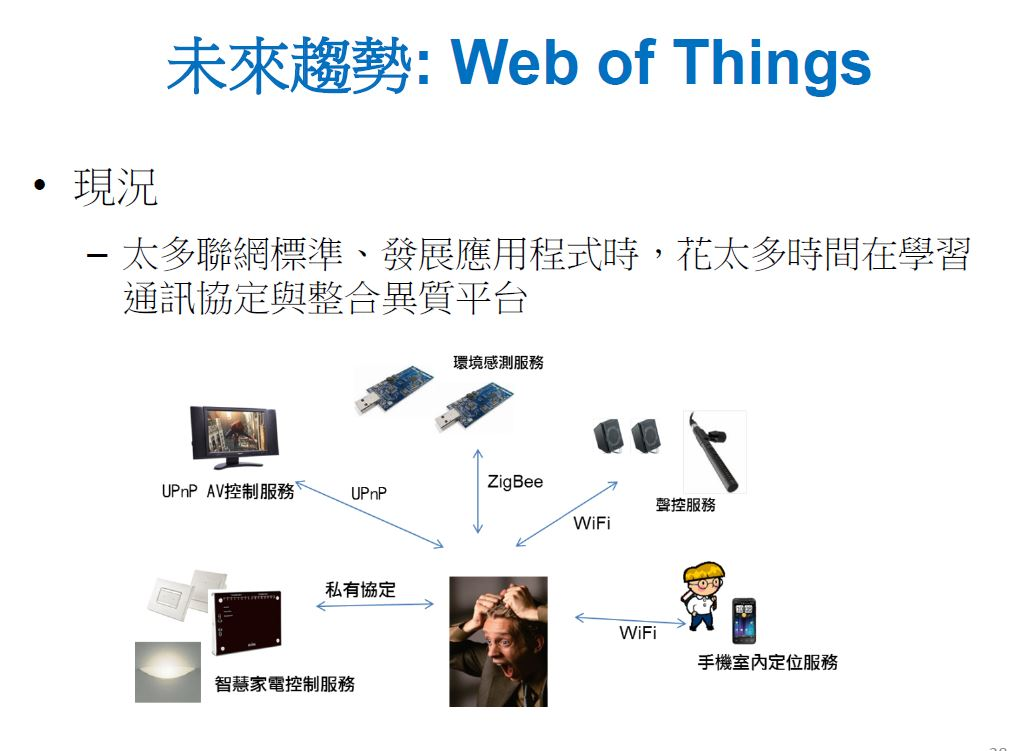 未來趨勢: Web of Things
• 現況
– 太多聯網標準、發展應用程式時，花太多時間在學習
通訊協定與整合異質平台
環境感測服務
UPnP AV控制服務
UPnP
ZigBee
WiFi
聲控服務
私有協定
WiFi
手機室內定位服務
智慧家電控制服務